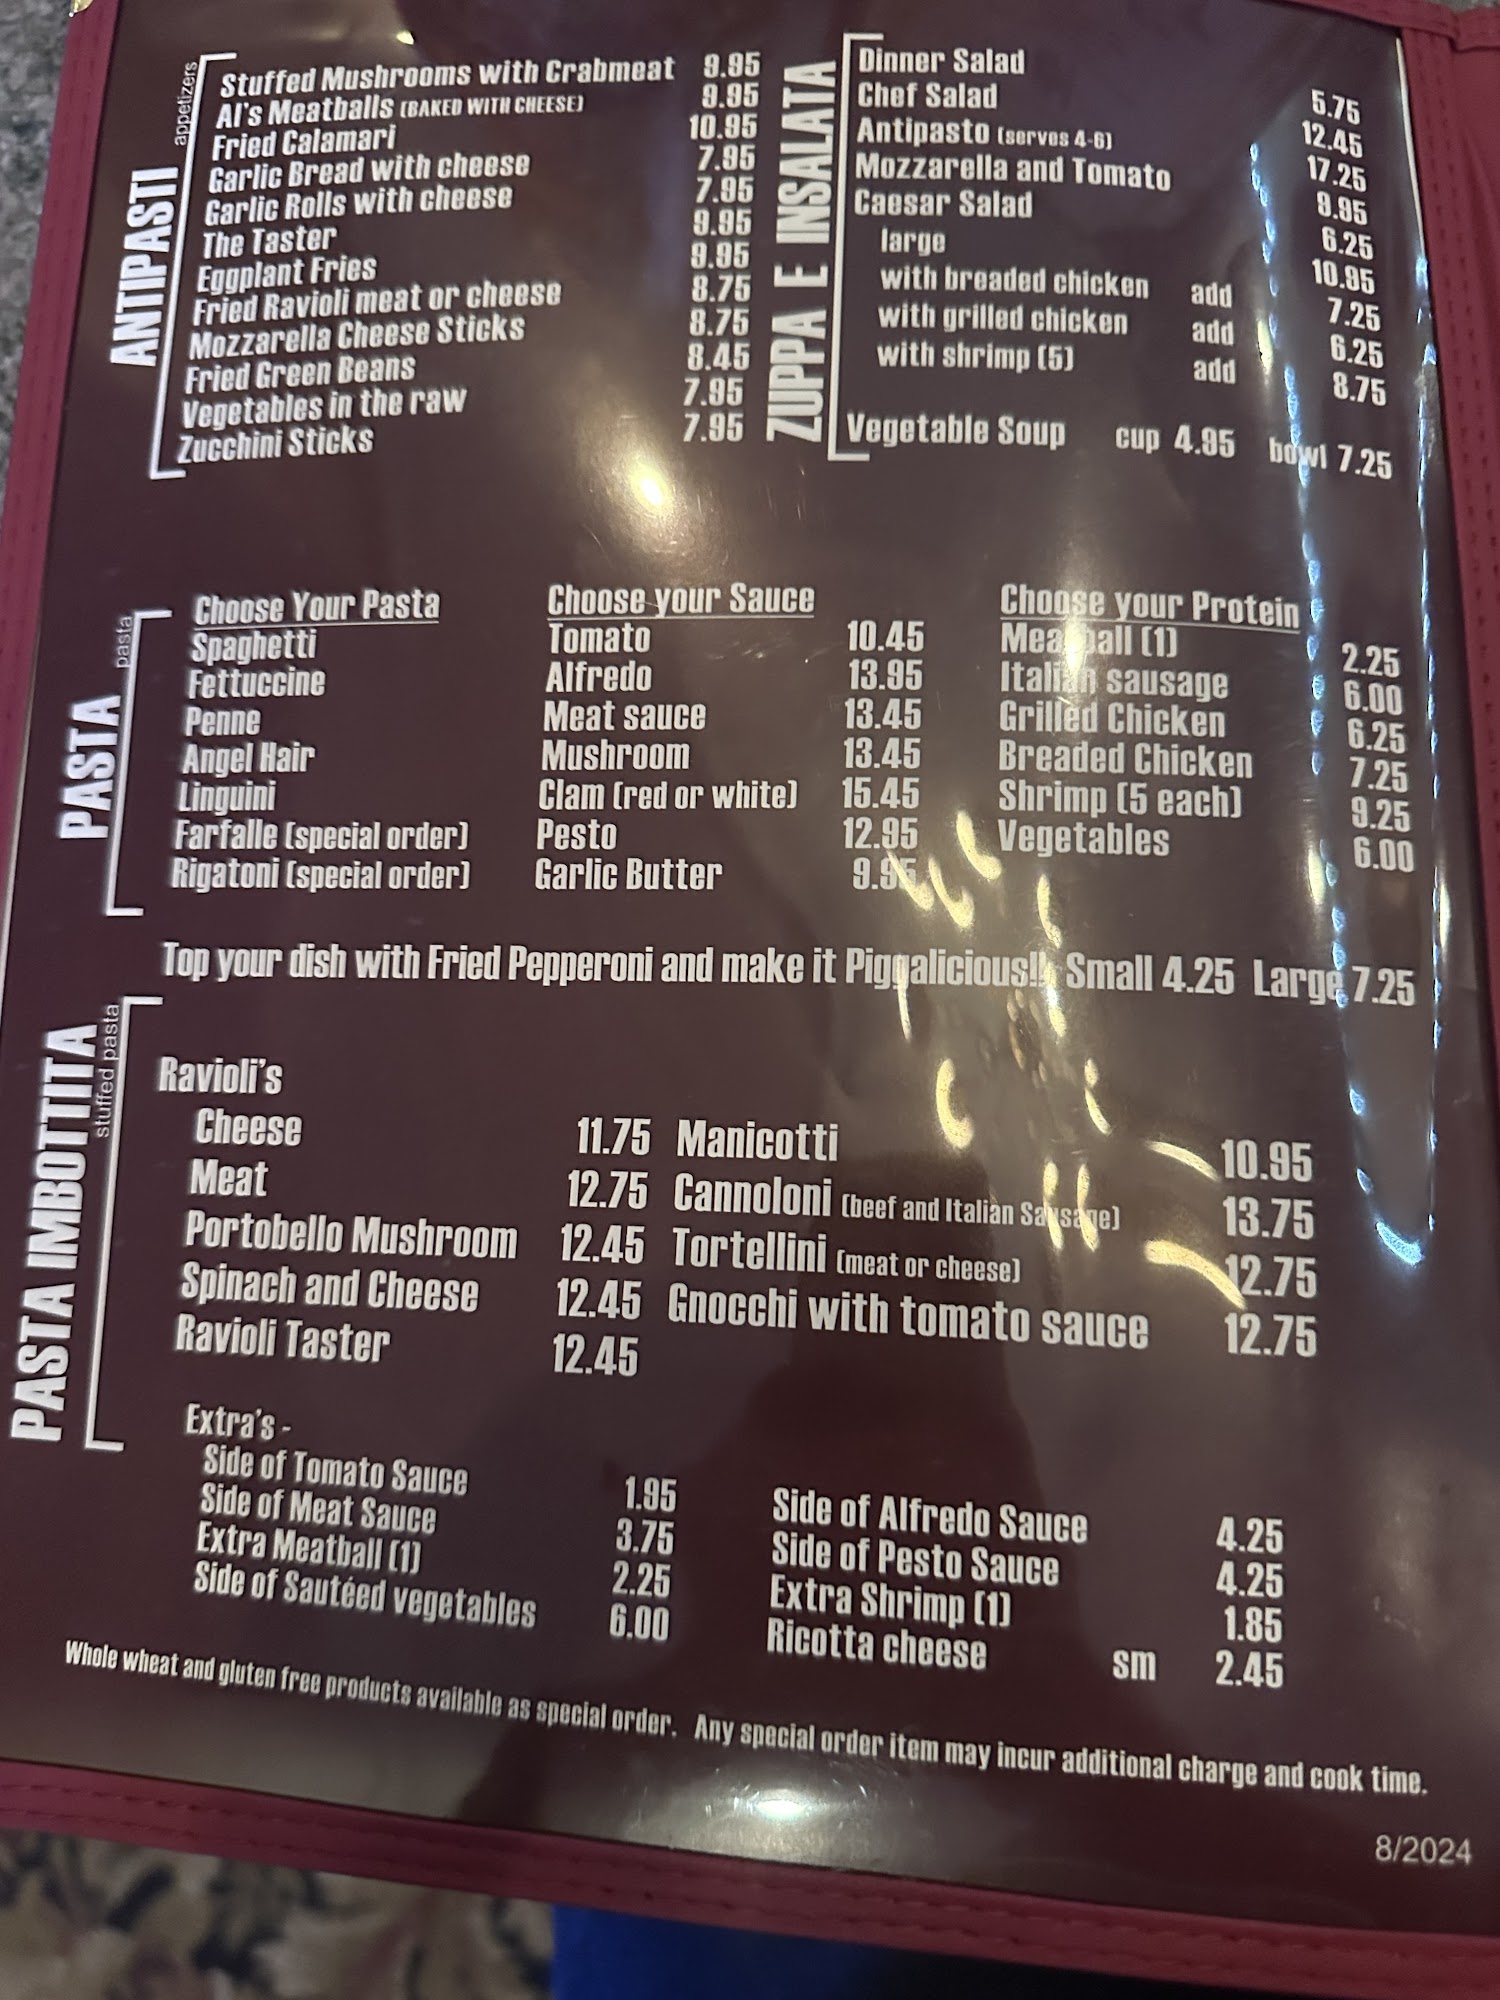 ANTIPASTI appetizers
Stuffed Mushrooms with Crabmeat 9.95
Al's Meatballs (BAKED WITH CHEESE) 9.95
Fried Calamari 10.95
Garlic Bread with cheese 7.95
Garlic Rolls with cheese 7.95
The Taster 9.95
Eggplant Fries 9.95
Fried Ravioli meat or cheese 8.75
Mozzarella Cheese Sticks 8.75
Fried Green Beans 8.45
Vegetables in the raw 7.95
Zucchini Sticks 7.95
ZUPPA E INSALATA
Dinner Salad 5.75
Chef Salad 12.45
Antipasto (serves 4-6) 17.25
Mozzarella and Tomato 9.95
Caesar Salad 6.25
large 10.95
with breaded chicken add 7.25
with grilled chicken add 6.25
with shrimp (5) add 8.75
Vegetable Soup cup 4.95 bowl 7.25
PASTA pasta
Choose Your Pasta
Spaghetti
Fettuccine
Penne
Angel Hair
Linguini
Farfalle (special order)
Rigatoni (special order)
Choose your Sauce
Tomato 10.45
Alfredo 13.95
Meat sauce 13.45
Mushroom 13.45
Clam (red or white) 15.45
Pesto 12.95
Garlic Butter 9.95
Choose your Protein
Meatball (1) 2.25
Italian sausage 6.00
Grilled Chicken 6.25
Breaded Chicken 7.25
Shrimp (5 each) 9.25
Vegetables 6.00
Top your dish with Fried Pepperoni and make it Piggalicious!! Small 4.25 Large 7.25
PASTA IMBOTTITA stuffed pasta
Ravioli's
Cheese 11.75
Meat 12.75
Portobello Mushroom 12.45
Spinach and Cheese 12.45
Ravioli Taster 12.45
Manicotti 10.95
Cannoloni (beef and Italian Sausage) 13.75
Tortellini (meat or cheese) 12.75
Gnocchi with tomato sauce 12.75
Extra's -
Side of Tomato Sauce 1.95
Side of Meat Sauce 3.75
Extra Meatball (1) 2.25
Side of Sautéed vegetables 6.00
Side of Alfredo Sauce 4.25
Side of Pesto Sauce 4.25
Extra Shrimp (1) 1.85
Ricotta cheese sm 2.45
Whole wheat and gluten free products available as special order. Any special order item may incur additional charge and cook time.
8/2024